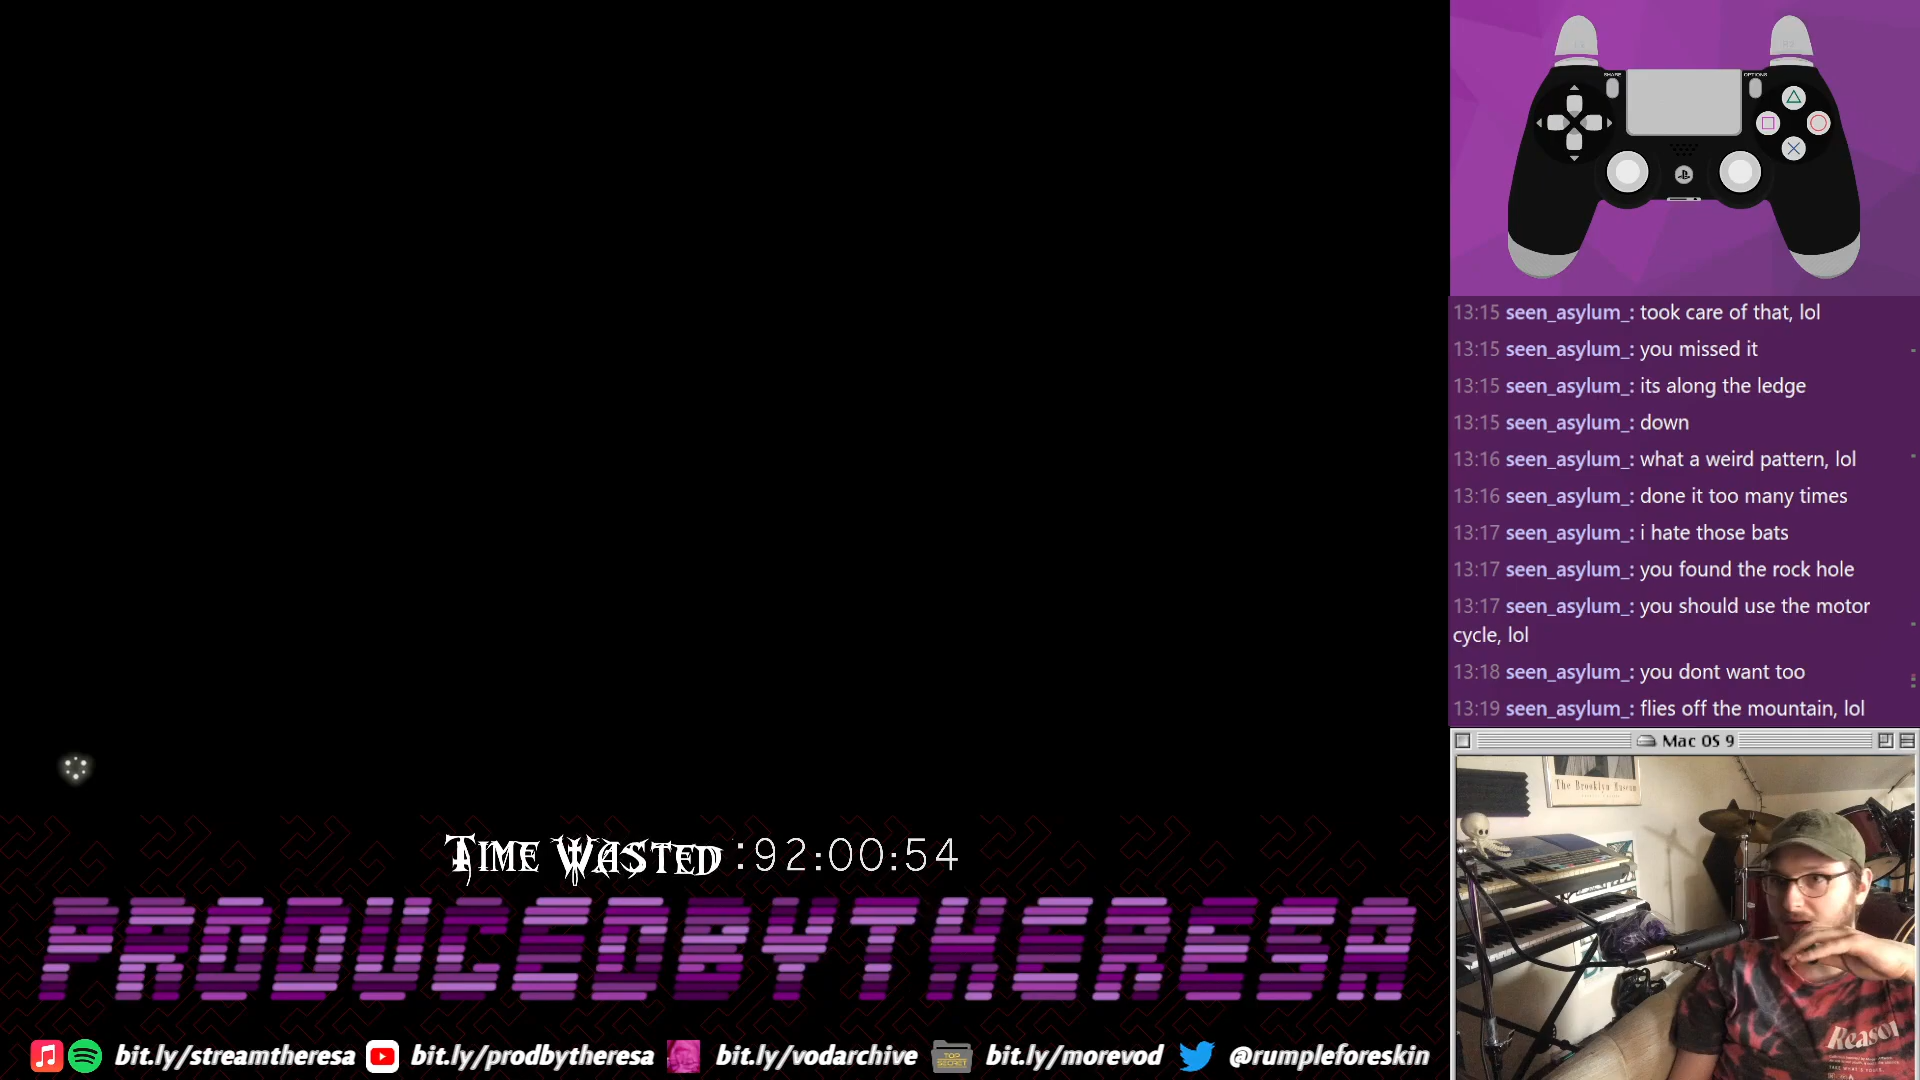 SHARE
OPTIONS
13:15 seen_asylum_: took care of that, lol
13:15 seen_asylum_: you missed it
13:15 seen_asylum_: its along the ledge
13:15 seen_asylum_: down
13:16 seen_asylum_: what a weird pattern, lol
13:16 seen_asylum_: done it too many times
13:17 seen_asylum_: i hate those bats
13:17 seen_asylum_: you found the rock hole
13:17 seen_asylum_: you should use the motor
cycle, lol
13:18 seen_asylum_: you dont want too
13:19 seen_asylum_: flies off the mountain, lol
Mac OS 9
The Brooklyn Museum
Reason
TIME WASTED :92:00:54
PRODUCEDBYTHERESA
bit.ly/streamtheresa
bit.ly/prodbytheresa
bit.ly/vodarchive
TOP SECRET
bit.ly/morevod
@rumpleforeskin